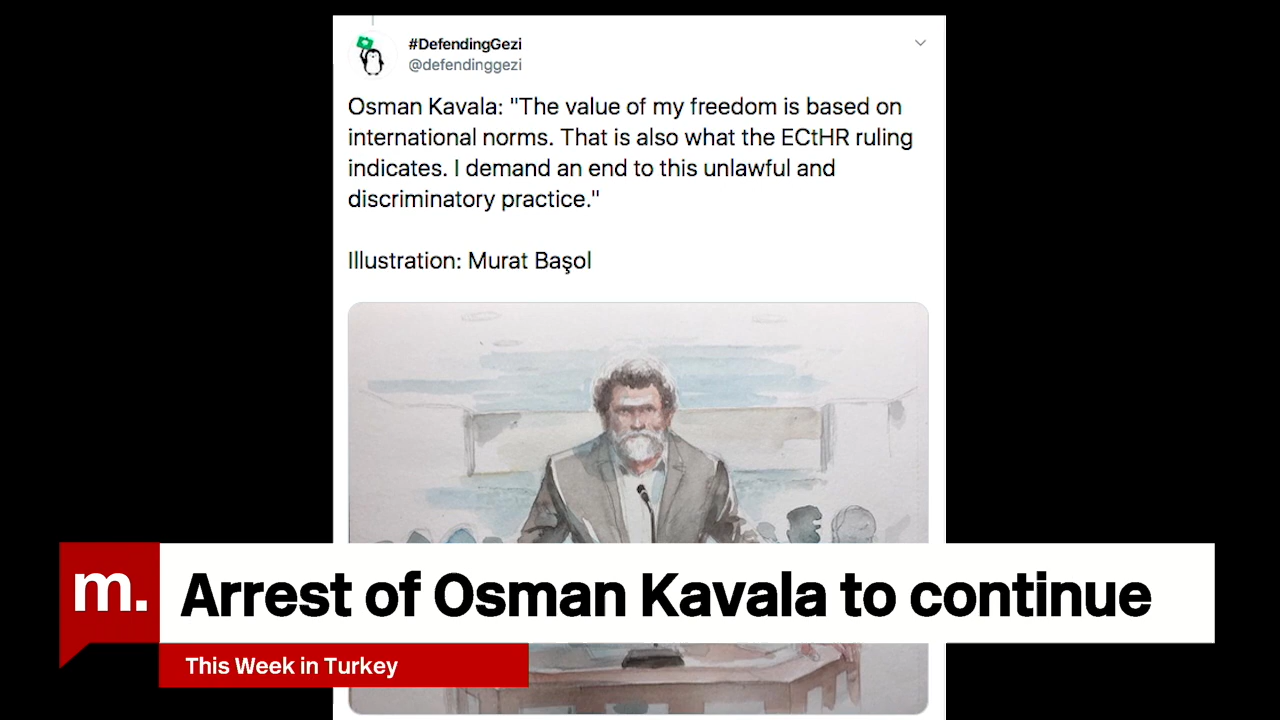 #DefendingGezi
@defendinggezi
Osman Kavala: "The value of my freedom is based on
international norms. That is also what the ECtHR ruling
indicates. I demand an end to this unlawful and
discriminatory practice."
Illustration: Murat Başol
m.
Arrest of Osman Kavala to continue
This Week in Turkey